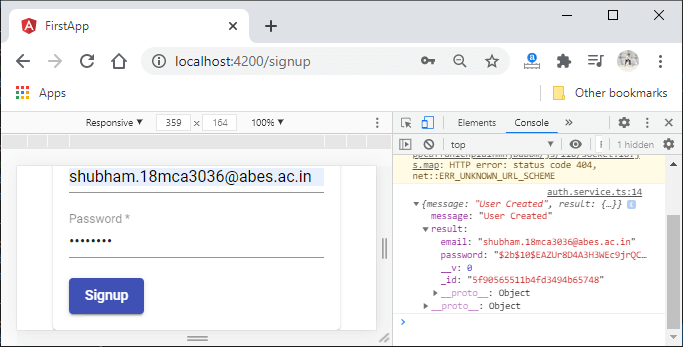 FirstApp
localhost:4200/signup
Apps
Other bookmarks
Responsive 359 × 164 100%
shubham.18mca3036@abes.ac.in
Password *
••••••••
Signup
Elements Console »
top
1 hidden
s.map: HTTP error: status code 404,
net::ERR_UNKNOWN_URL_SCHEME
auth.service.ts:14
{message: "User Created", result: {…}}
message: "User Created"
result:
email: "shubham.18mca3036@abes.ac.in"
password: "$2b$10$EAZUr8D4A3H3WEc9jrQC…
__v: 0
_id: "5f90565511b4fd3494b65748"
__proto__: Object
__proto__: Object